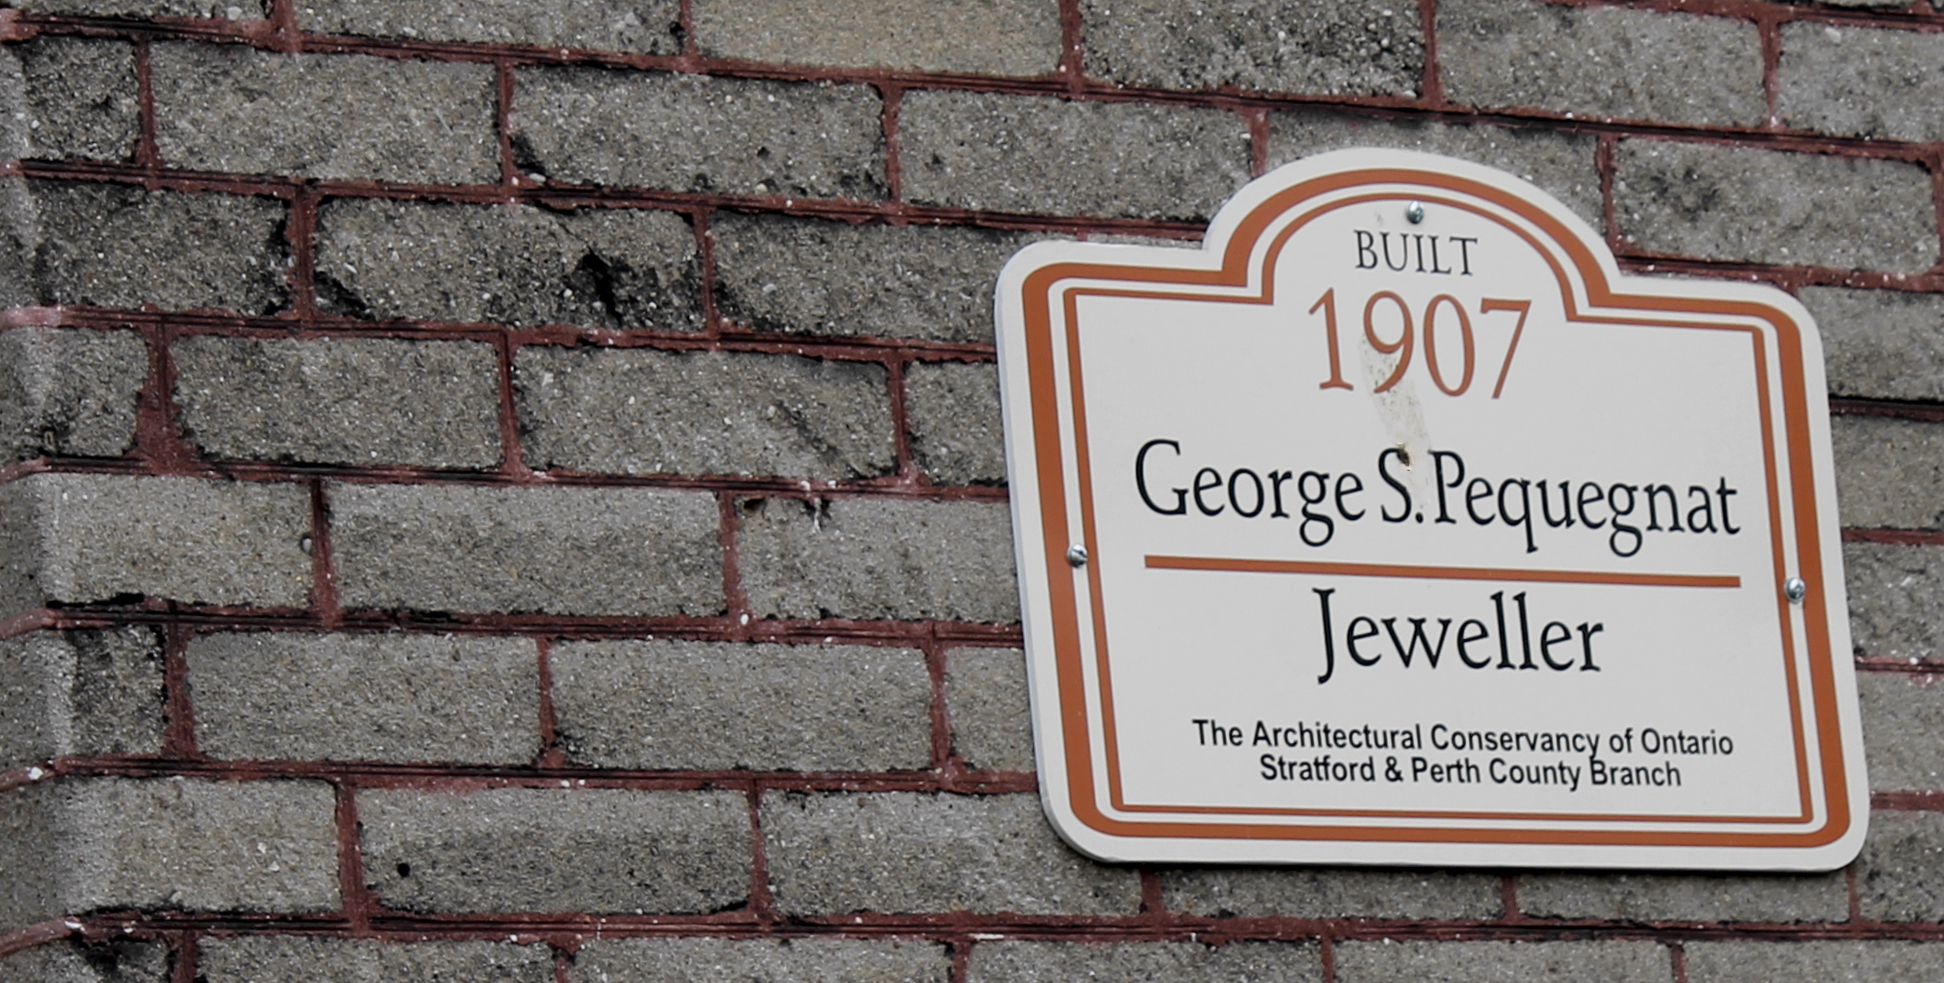 BUILT
1907
George S. Pequegnat
Jeweller
The Architectural Conservancy of Ontario
Stratford & Perth County Branch